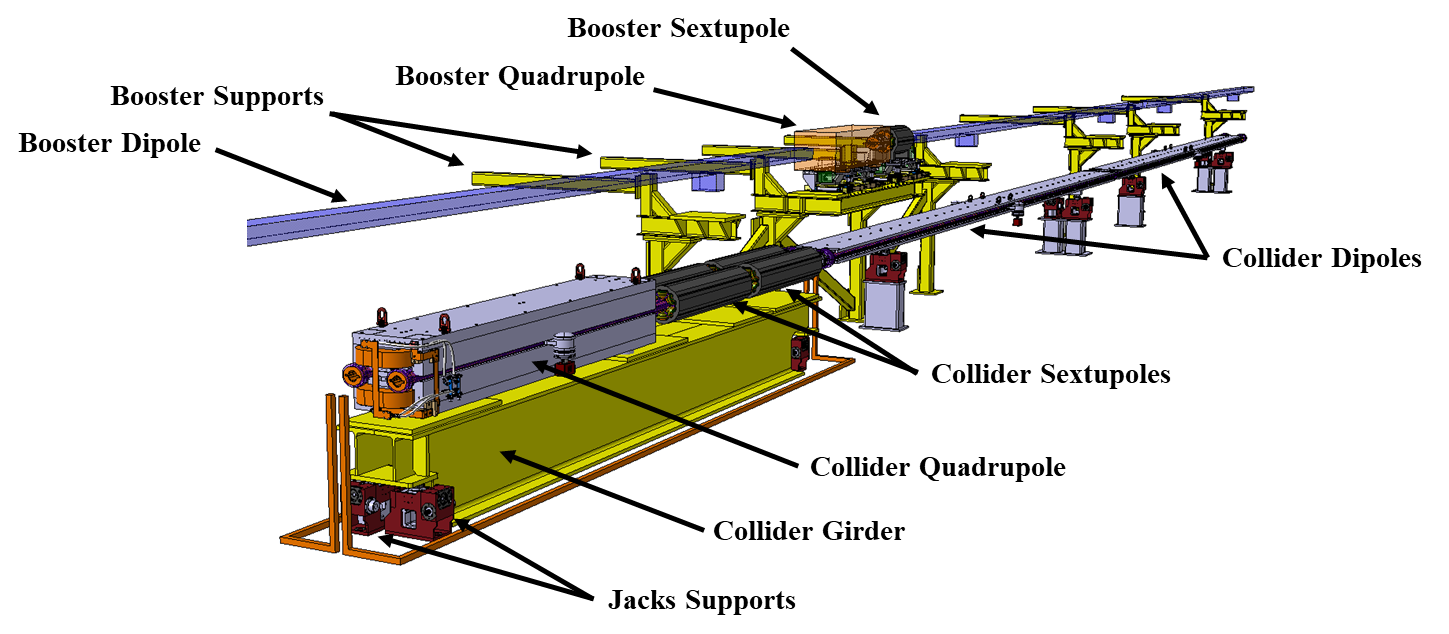 Booster Sextupole
Booster Quadrupole
Booster Supports
Booster Dipole
Collider Dipoles
Collider Sextupoles
Collider Quadrupole
Collider Girder
Jacks Supports